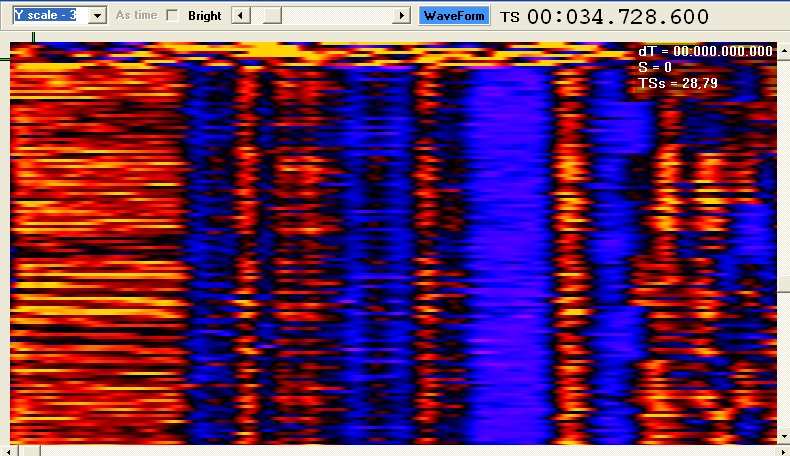 Y scale - 3 As time Bright WaveForm TS 00:034.728.600
dT = 00:000.000.000
S = 0
TSs = 28,79